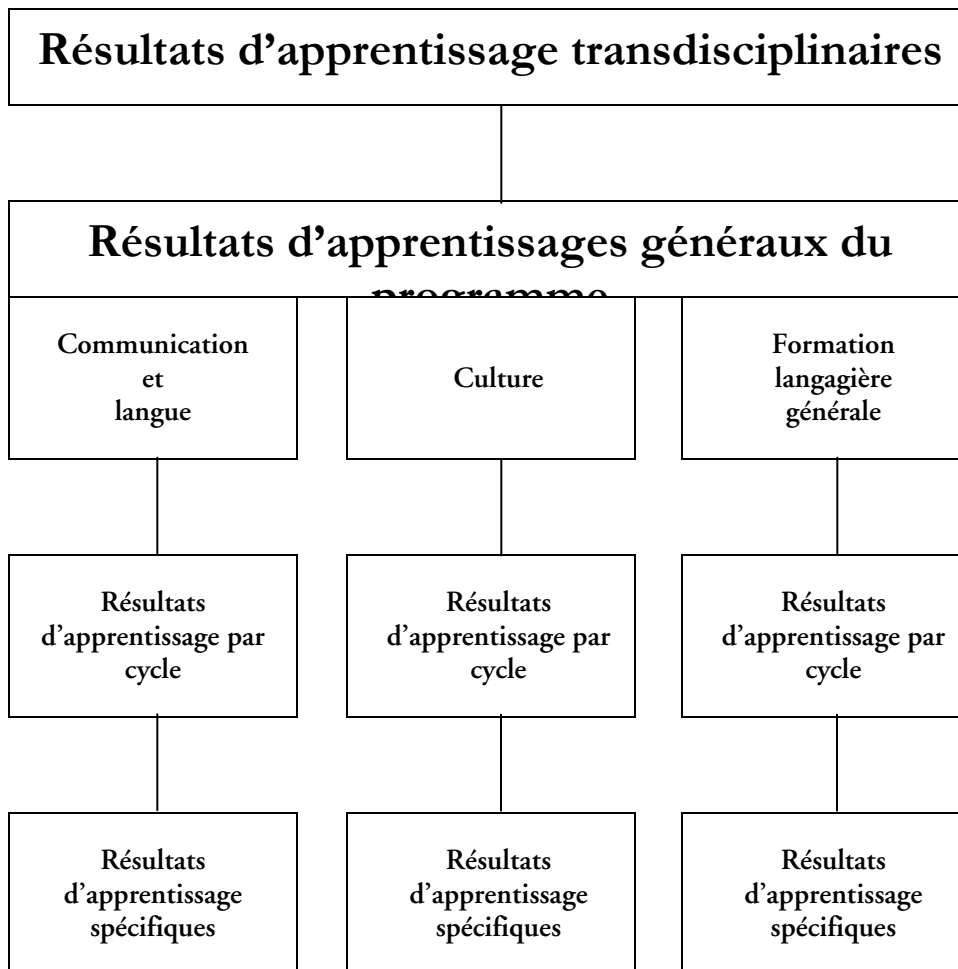 Résultats d’apprentissage transdisciplinaires
Résultats d’apprentissages généraux du
programme
Communication
et
langue
Culture
Formation
langagière
générale
Résultats
d’apprentissage par
cycle
Résultats
d’apprentissage par
cycle
Résultats
d’apprentissage par
cycle
Résultats
d’apprentissage
spécifiques
Résultats
d’apprentissage
spécifiques
Résultats
d’apprentissage
spécifiques